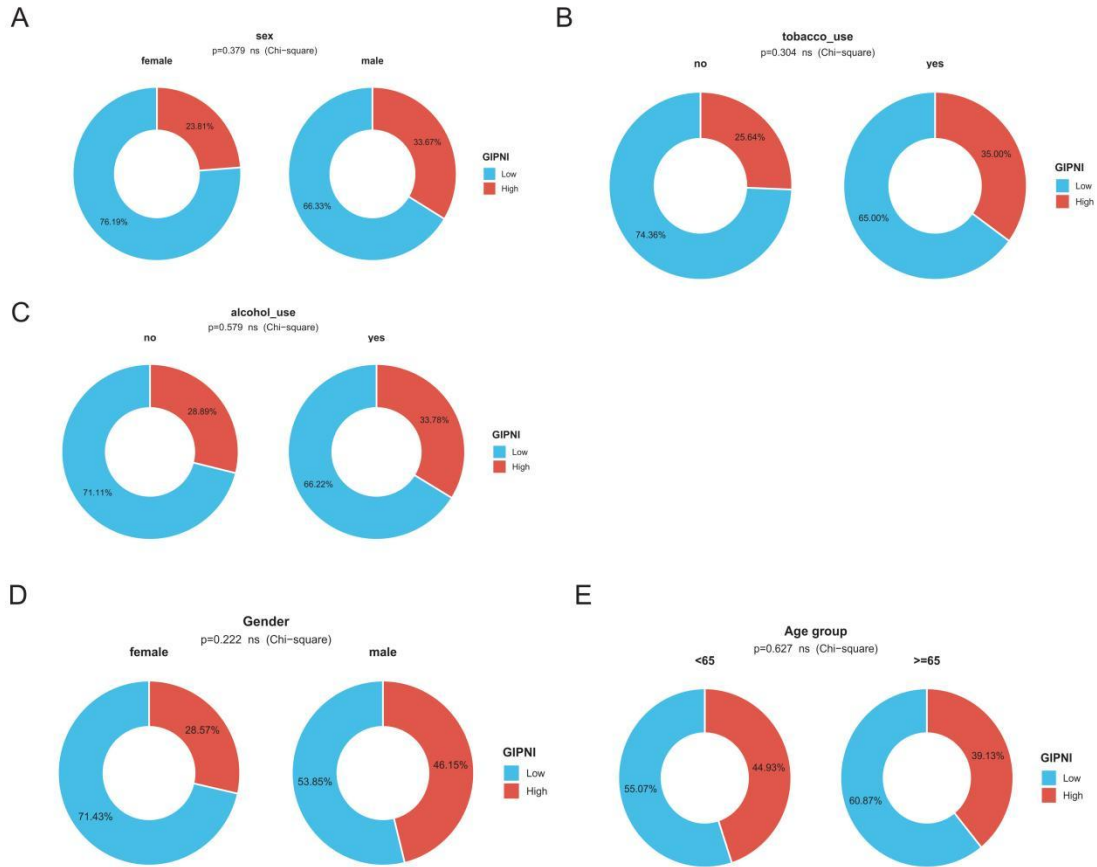 A
sex
p=0.379 ns (Chi−square)
female
male
23.81%
76.19%
33.67%
66.33%
GIPNI
Low
High
B
tobacco_use
p=0.304 ns (Chi−square)
no
yes
25.64%
74.36%
35.00%
65.00%
GIPNI
Low
High
C
alcohol_use
p=0.579 ns (Chi−square)
no
yes
28.89%
71.11%
33.78%
66.22%
GIPNI
Low
High
D
Gender
p=0.222 ns (Chi−square)
female
male
28.57%
71.43%
46.15%
53.85%
GIPNI
Low
High
E
Age group
p=0.627 ns (Chi−square)
<65
>=65
44.93%
55.07%
39.13%
60.87%
GIPNI
Low
High